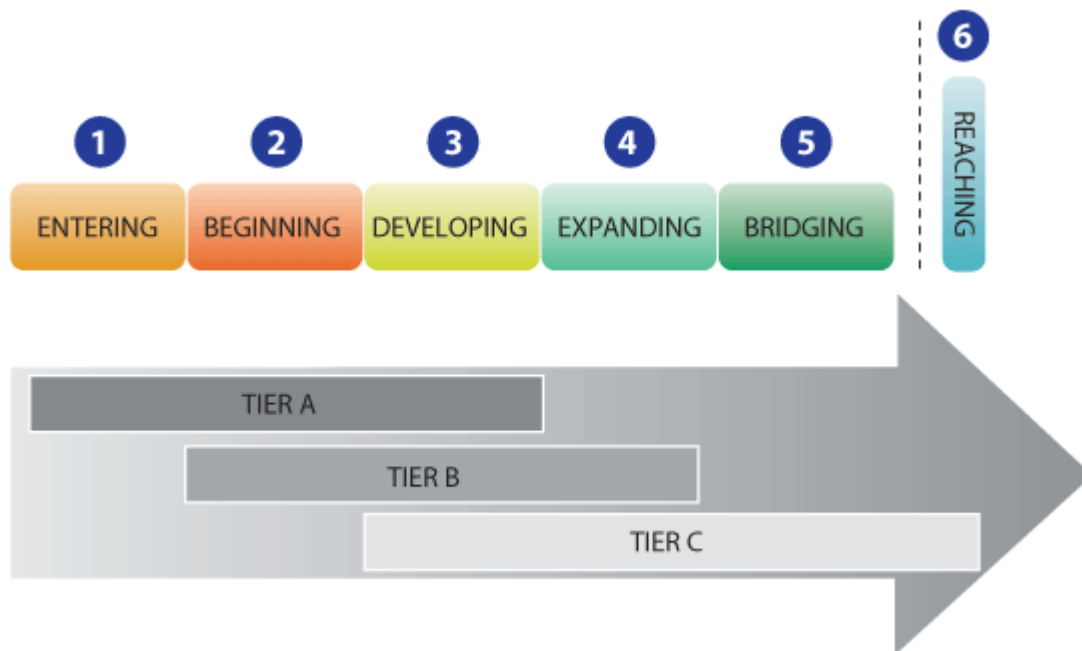 6
REACHING
1 2 3 4 5
ENTERING BEGINNING DEVELOPING EXPANDING BRIDGING
TIER A
TIER B
TIER C